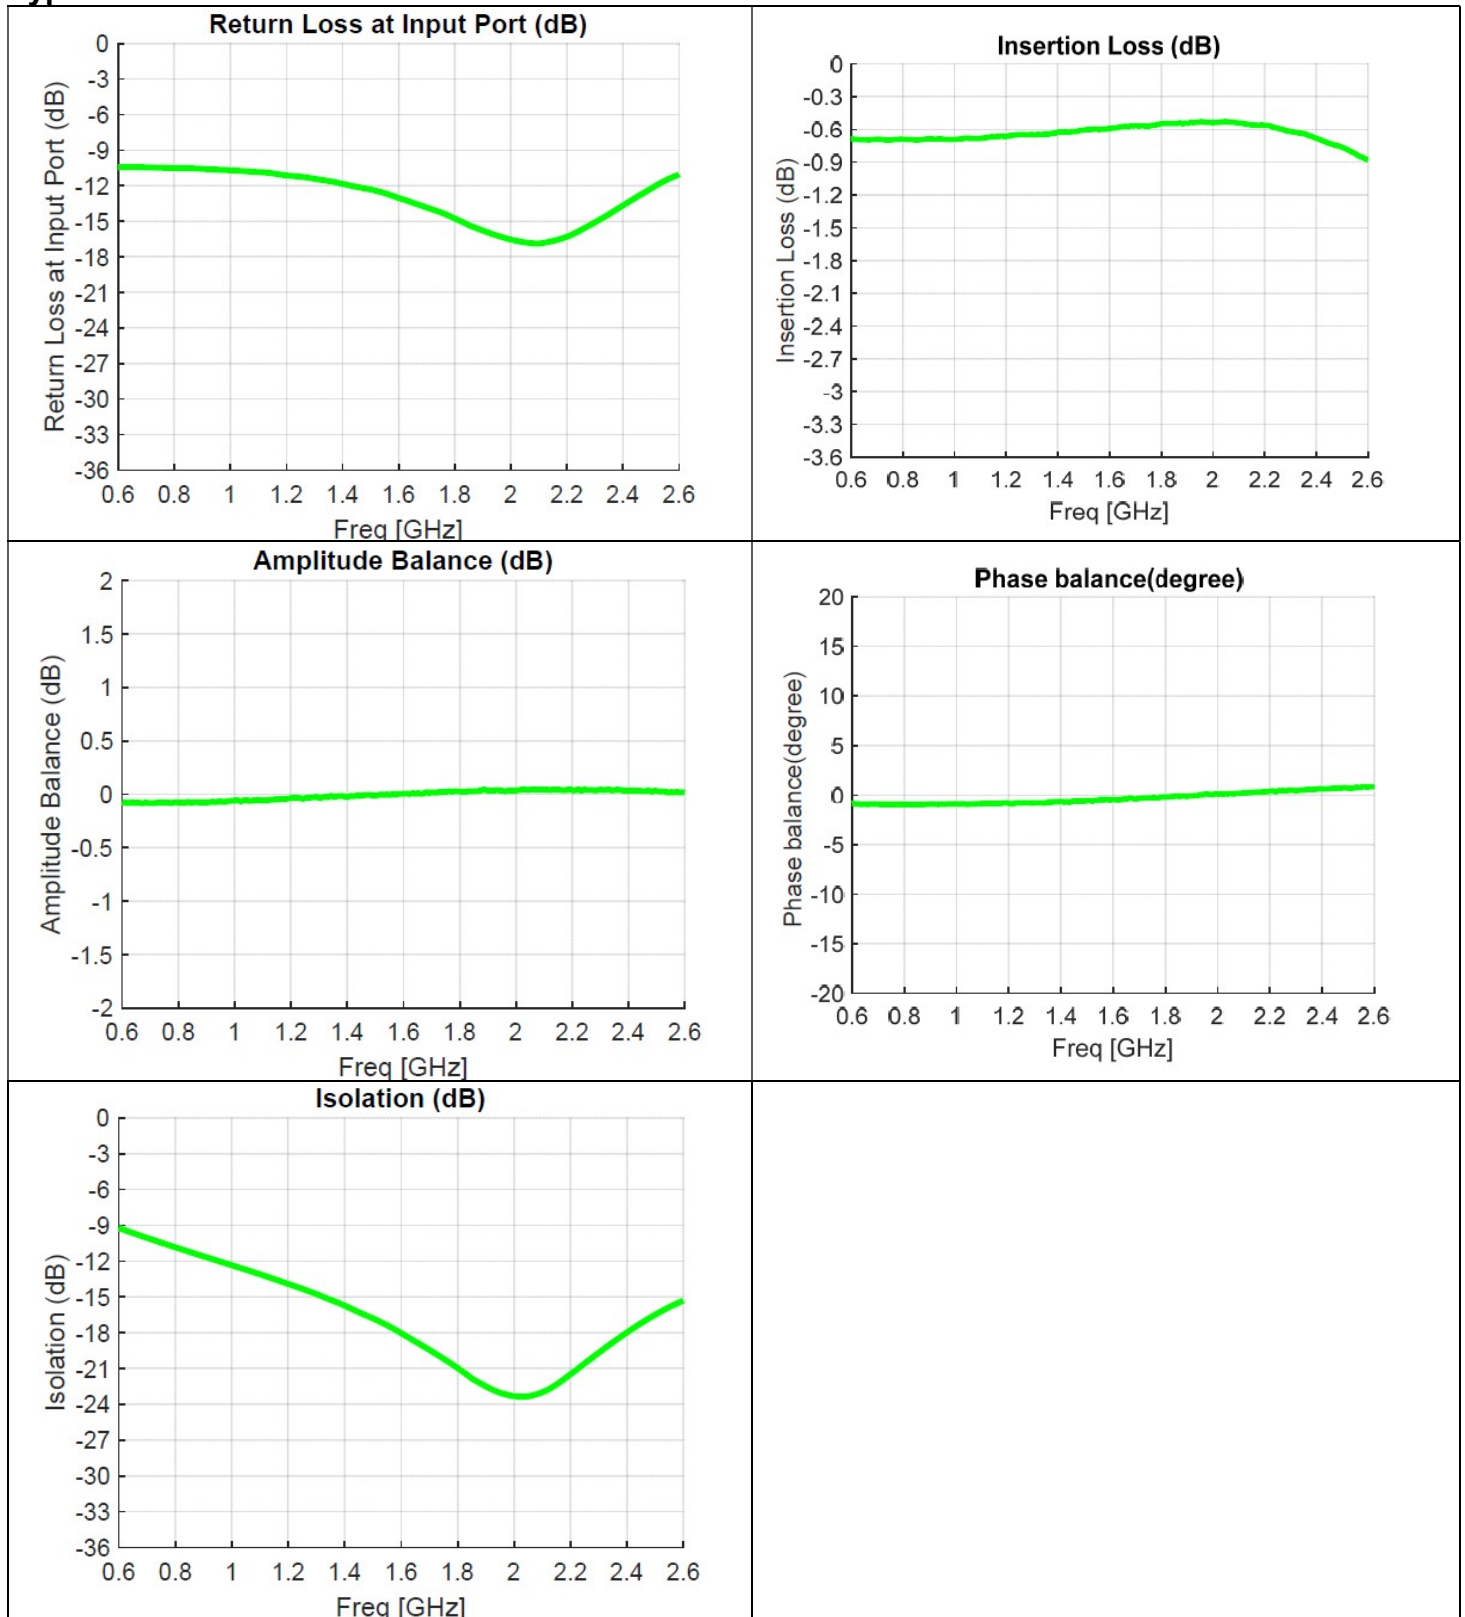 Return Loss at Input Port (dB)
Return Loss at Input Port (dB)
0
-3
-6
-9
-12
-15
-18
-21
-24
-27
-30
-33
-36
0.6 0.8 1 1.2 1.4 1.6 1.8 2 2.2 2.4 2.6
Freq [GHz]
Insertion Loss (dB)
Insertion Loss (dB)
0
-0.3
-0.6
-0.9
-1.2
-1.5
-1.8
-2.1
-2.4
-2.7
-3
-3.3
-3.6
0.6 0.8 1 1.2 1.4 1.6 1.8 2 2.2 2.4 2.6
Freq [GHz]
Amplitude Balance (dB)
Amplitude Balance (dB)
2
1.5
1
0.5
0
-0.5
-1
-1.5
-2
0.6 0.8 1 1.2 1.4 1.6 1.8 2 2.2 2.4 2.6
Freq [GHz]
Phase balance(degree)
Phase balance(degree)
20
15
10
5
0
-5
-10
-15
-20
0.6 0.8 1 1.2 1.4 1.6 1.8 2 2.2 2.4 2.6
Freq [GHz]
Isolation (dB)
Isolation (dB)
0
-3
-6
-9
-12
-15
-18
-21
-24
-27
-30
-33
-36
0.6 0.8 1 1.2 1.4 1.6 1.8 2 2.2 2.4 2.6
Freq [GHz]